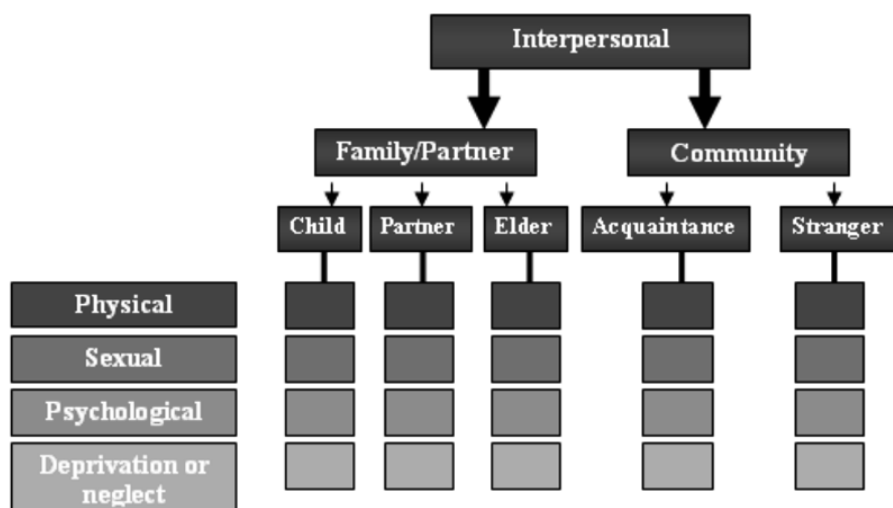 Interpersonal
Family/Partner
Community
Child
Partner
Elder
Acquaintance
Stranger
Physical
Sexual
Psychological
Deprivation or
neglect